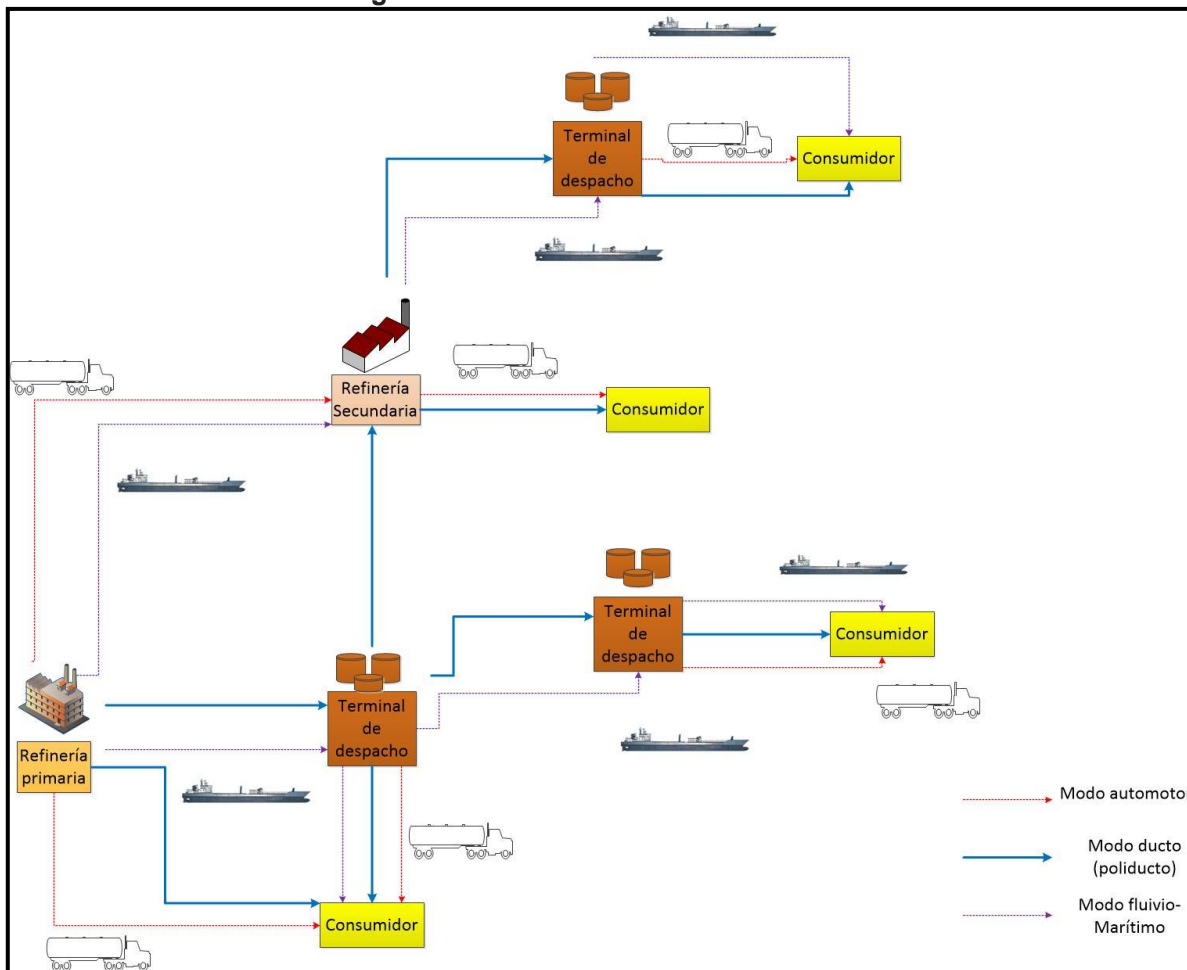 Terminal
de
despacho
Consumidor
Refinería
Secundaria
Consumidor
Terminal
de
despacho
Consumidor
Terminal
de
despacho
Refinería
primaria
Consumidor
Modo automotor
Modo ducto
(poliducto)
Modo fluivio-
Marítimo